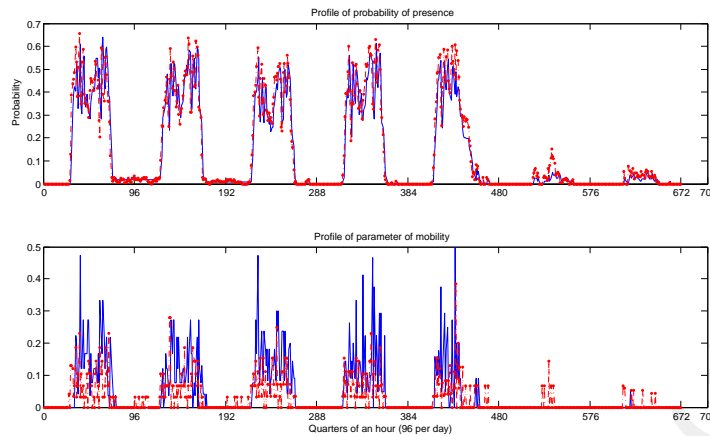 Profile of probability of presence
0.7
0.6
0.5
0.4
0.3
0.2
0.1
0
Probability
0 96 192 288 384 480 576 672 70
Profile of parameter of mobility
0.5
0.4
0.3
0.2
0.1
0
0 96 192 288 384 480 576 672 70
Quarters of an hour (96 per day)